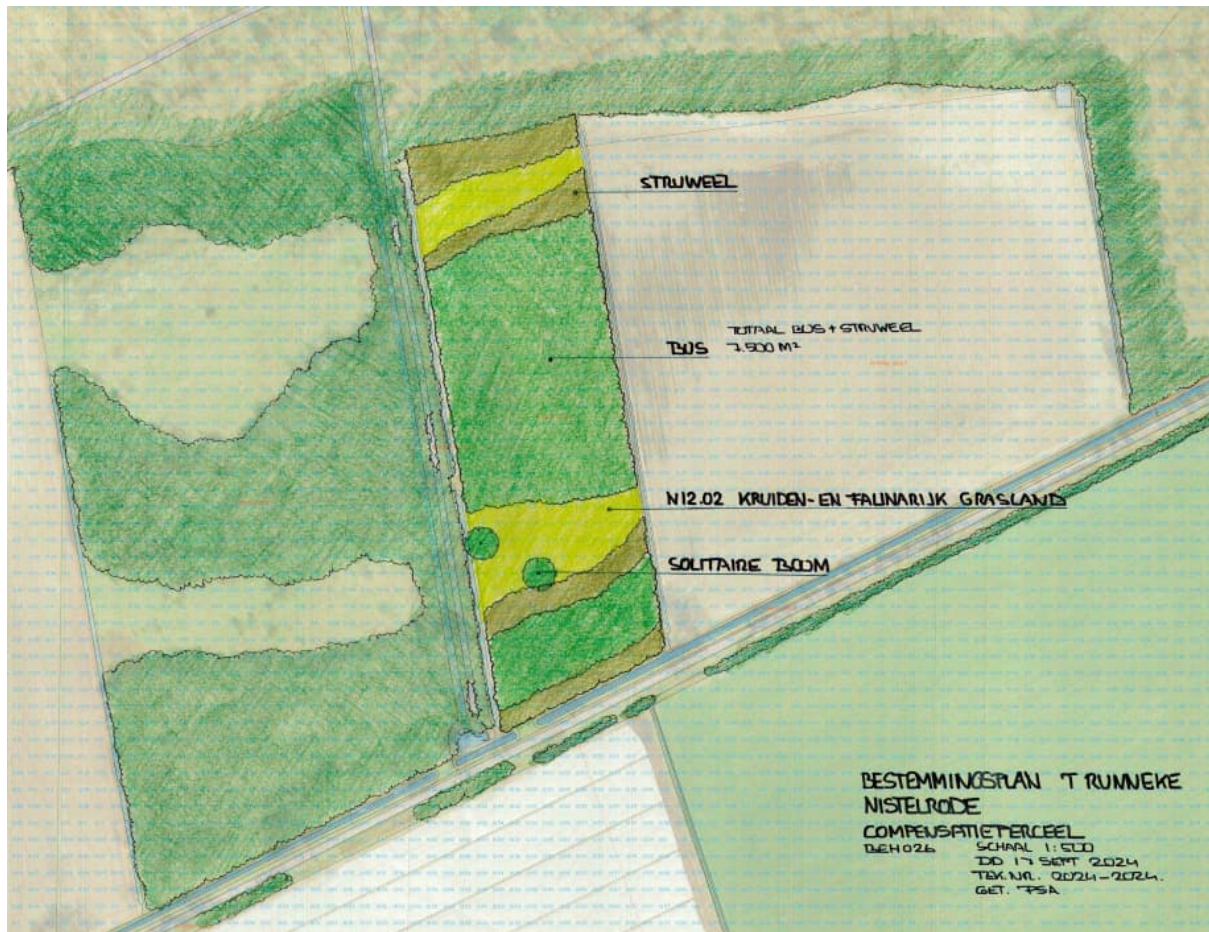 STRUWEEL
TOTAAL BOS + STRUWEEL
BOS 7.500 M²
N12.02 KRUIDEN- EN FAUNARIJK GRASLAND
SOLITAIRE BOOM
BESTEMMINGSPLAN 'T RUNNEKE
NISTELRODE
COMPENSATIEPERCEEL
BEH026 SCHAAL 1:500
DD 17 SEPT 2024
TEK.NR. 2024-2024.
GET. PSA